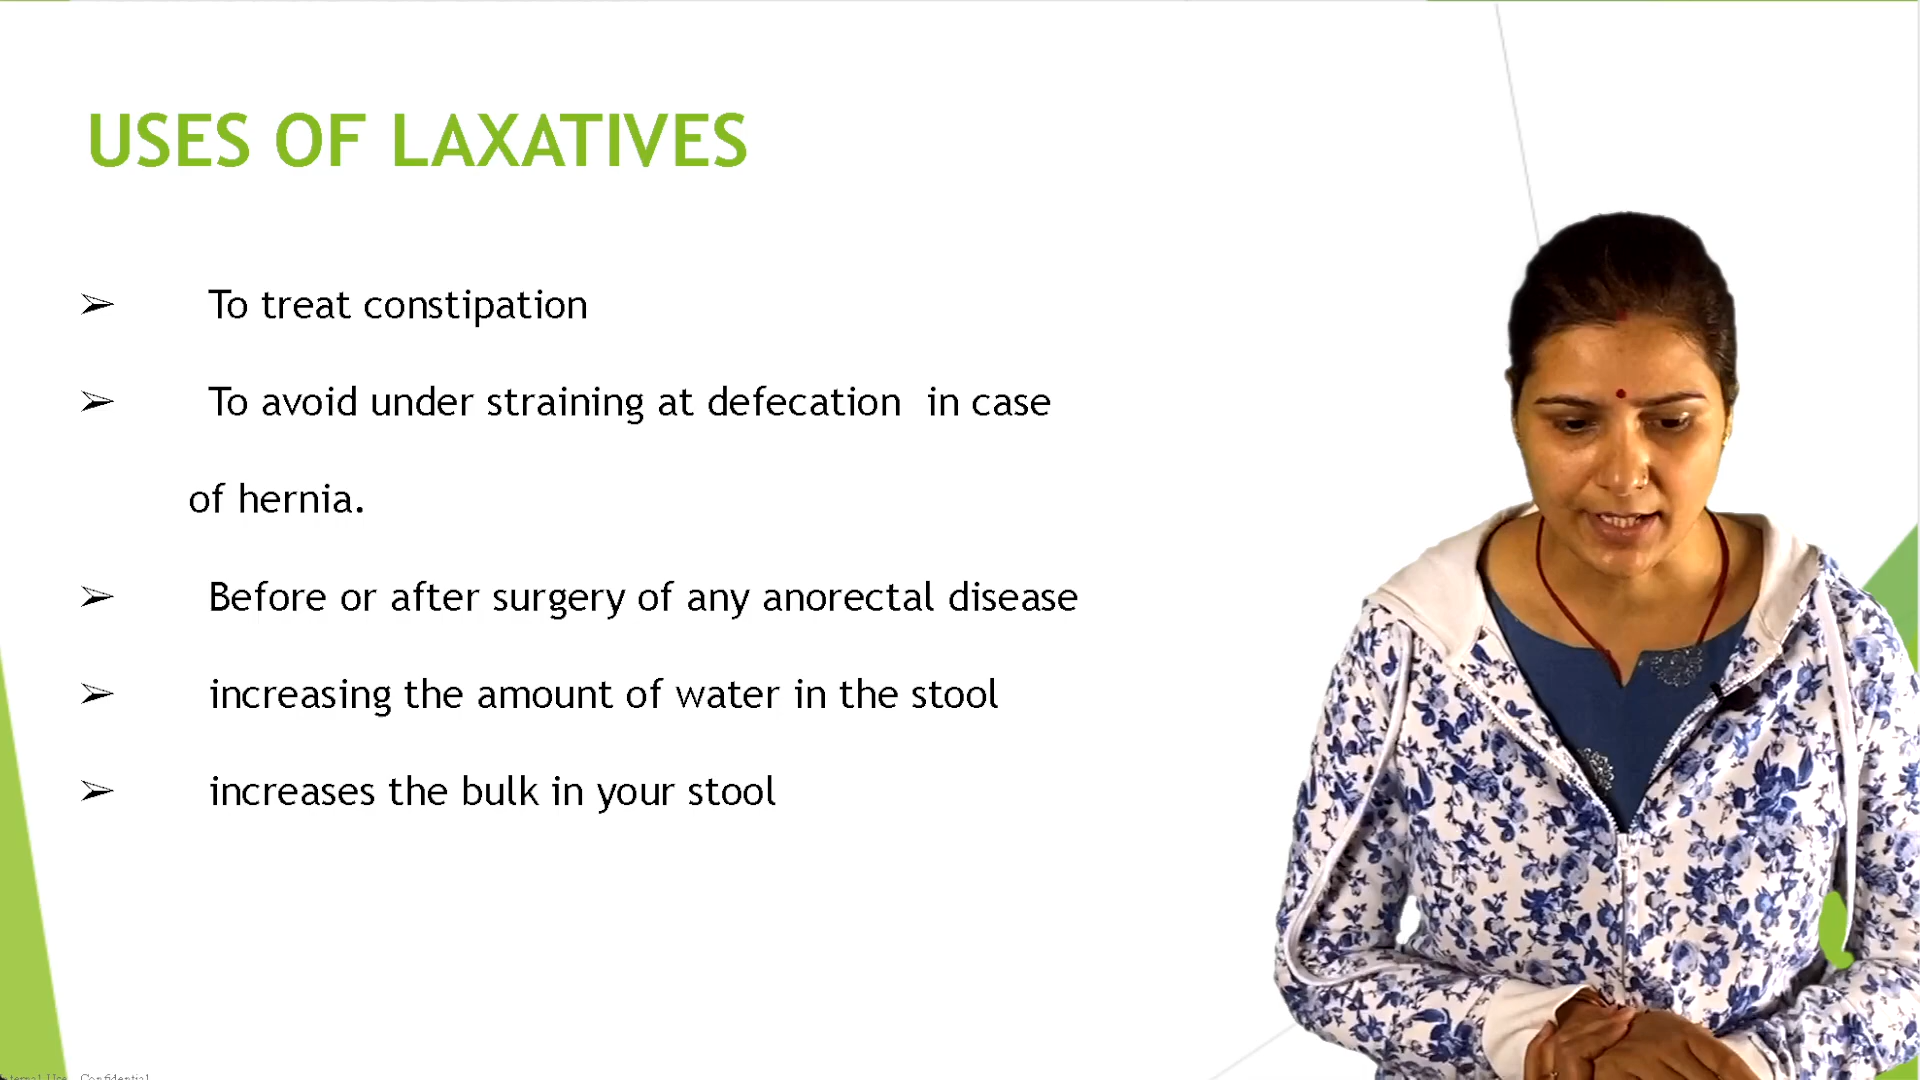 USES OF LAXATIVES
➢ To treat constipation
➢ To avoid under straining at defecation in case
of hernia.
➢ Before or after surgery of any anorectal disease
➢ increasing the amount of water in the stool
➢ increases the bulk in your stool
Confidential